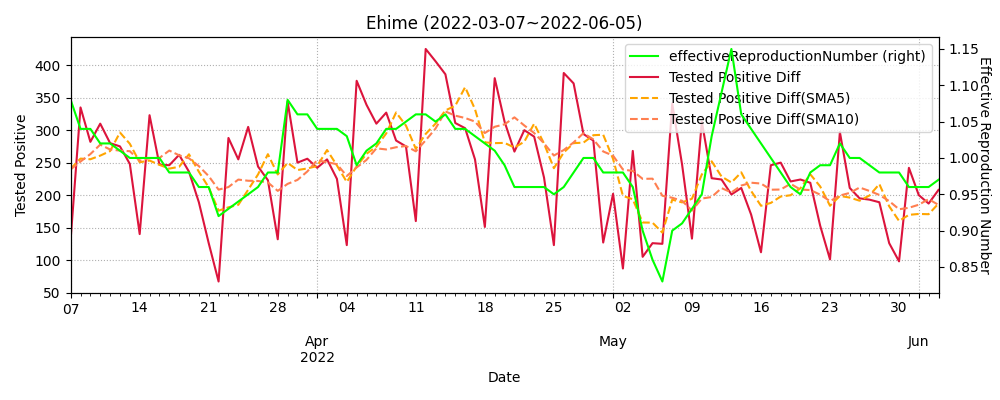 Ehime (2022-03-07~2022-06-05)
effectiveReproductionNumber (right)
Tested Positive Diff
Tested Positive Diff(SMA5)
Tested Positive Diff(SMA10)
Tested Positive
400
350
300
250
200
150
100
50
1.15
1.10
1.05
1.00
0.95
0.90
0.85
Effective Reproduction Number
07 14 21 28 04 11 18 25 02 09 16 23 30
Apr May Jun
2022
Date